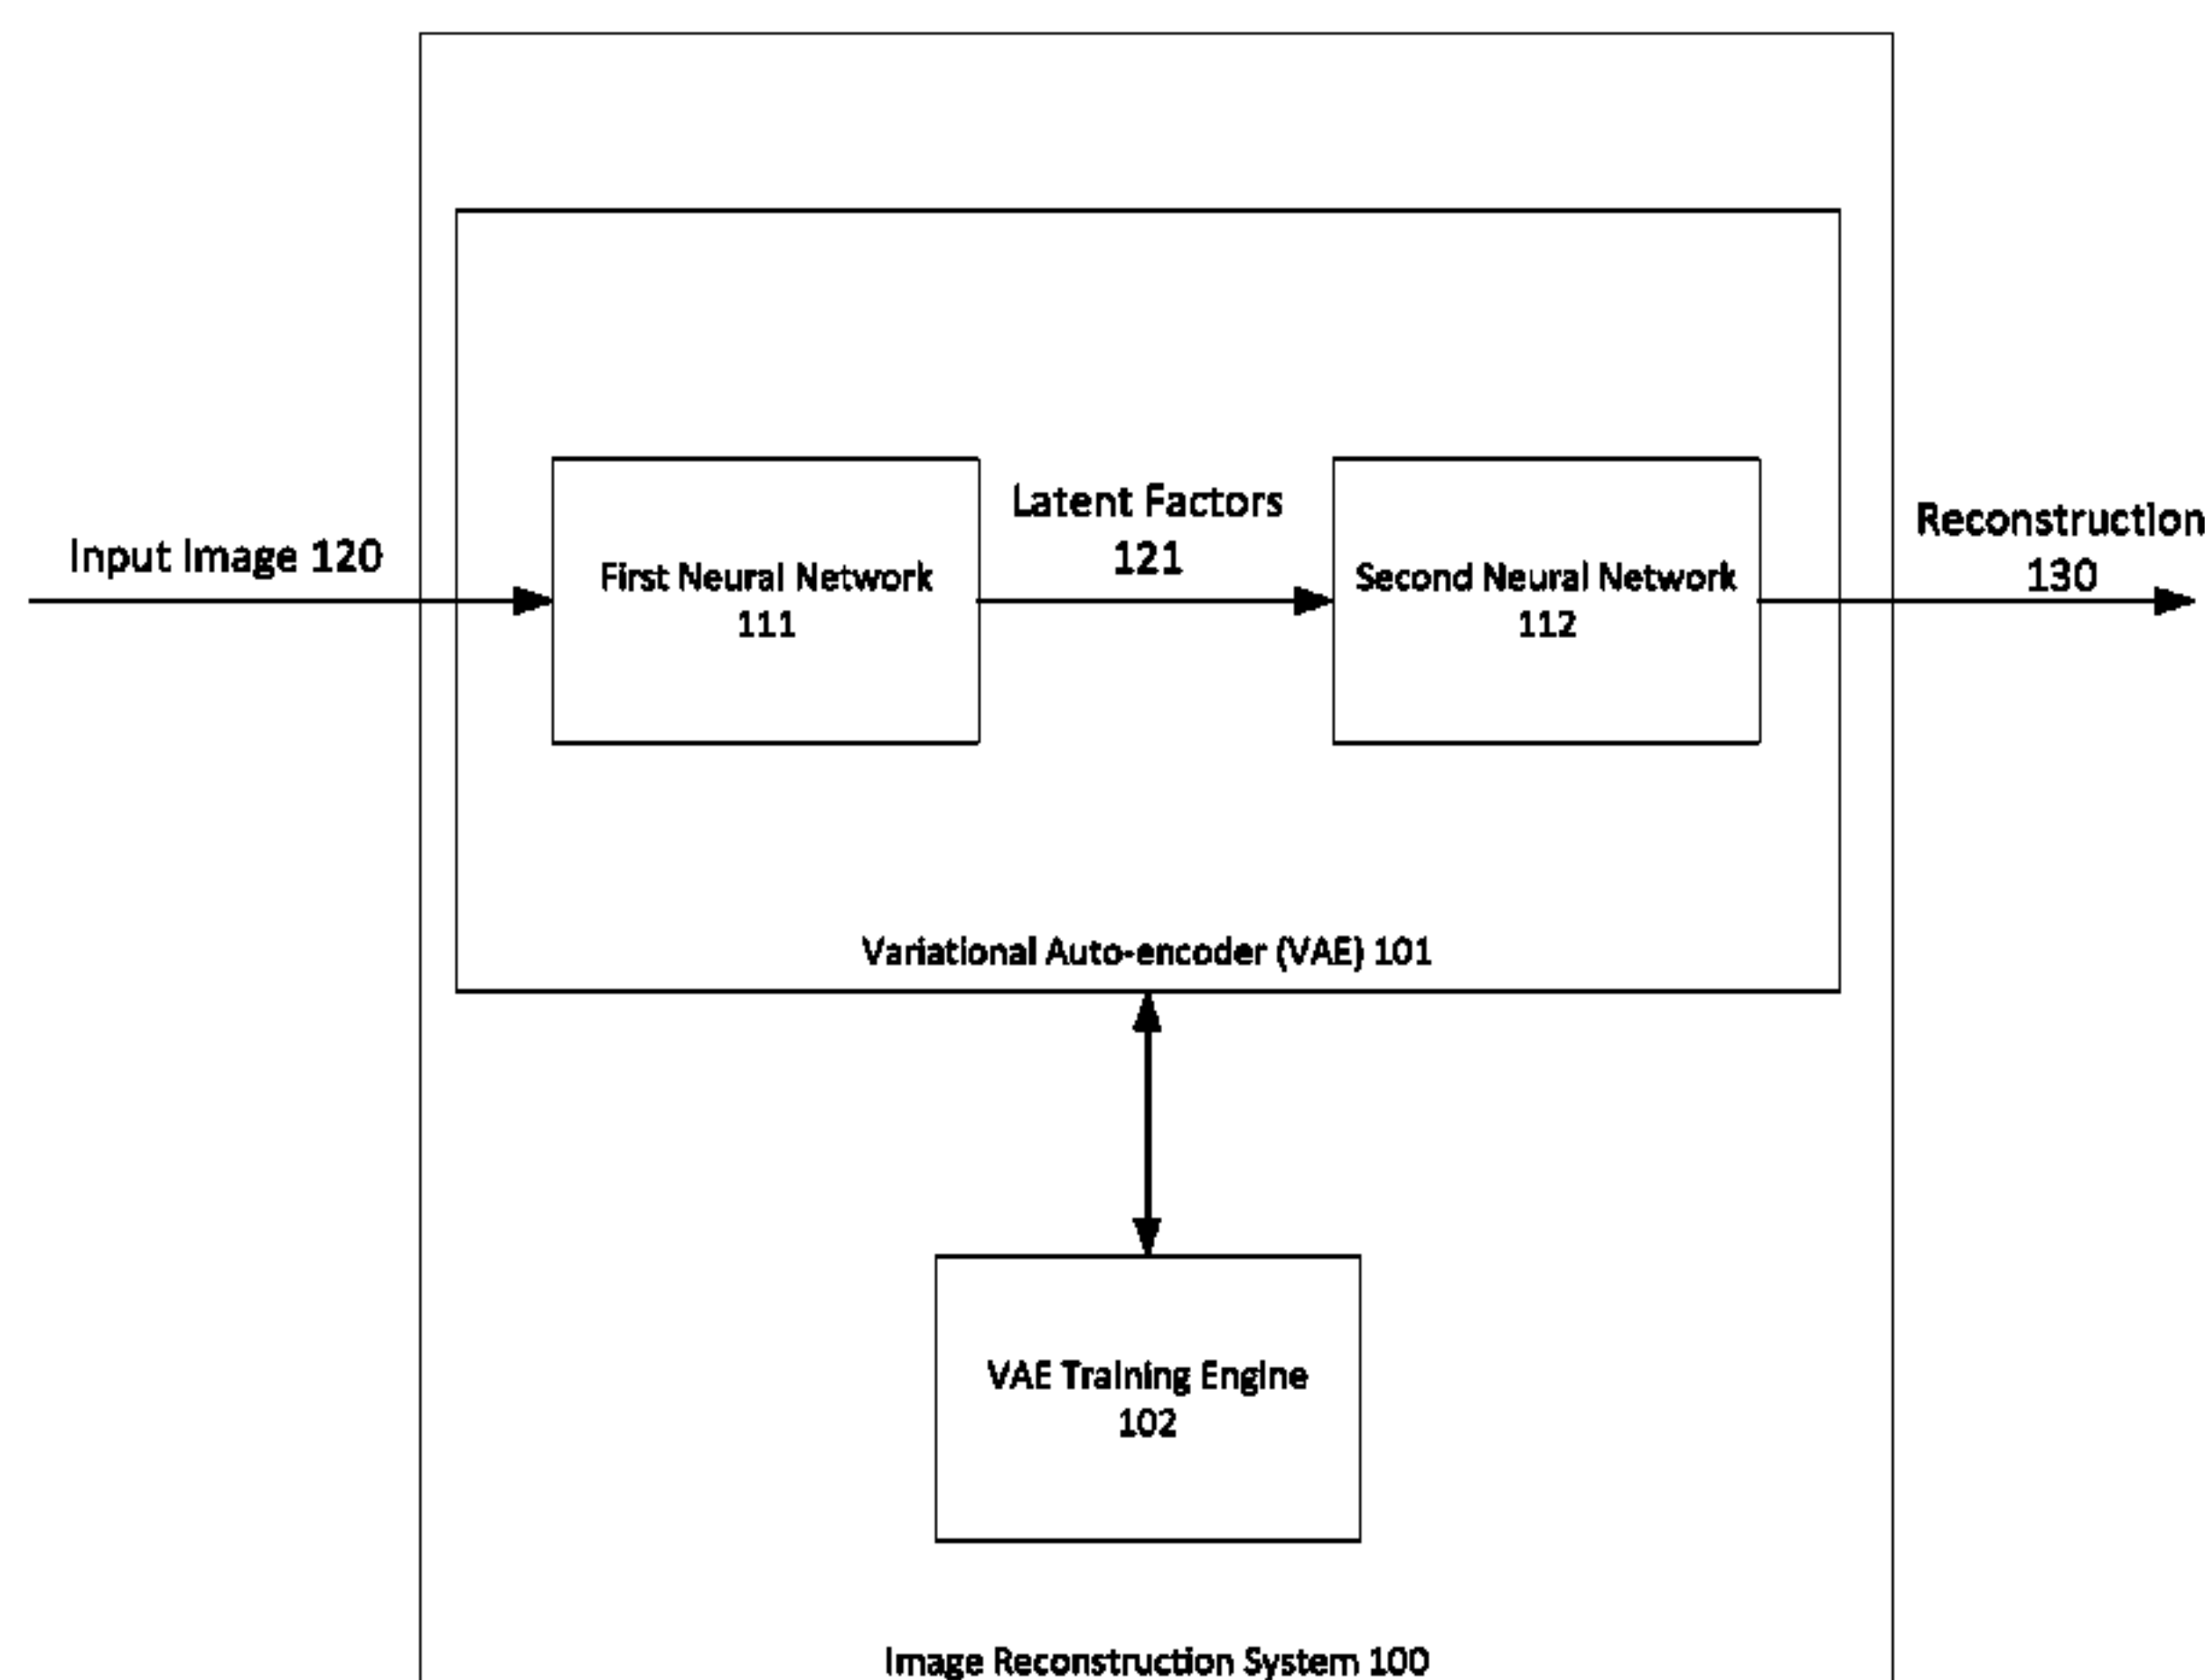 Input Image 120
First Neural Network
111
Latent Factors
121
Second Neural Network
112
Reconstruction
130
Variational Auto-encoder (VAE) 101
VAE Training Engine
102
Image Reconstruction System 100